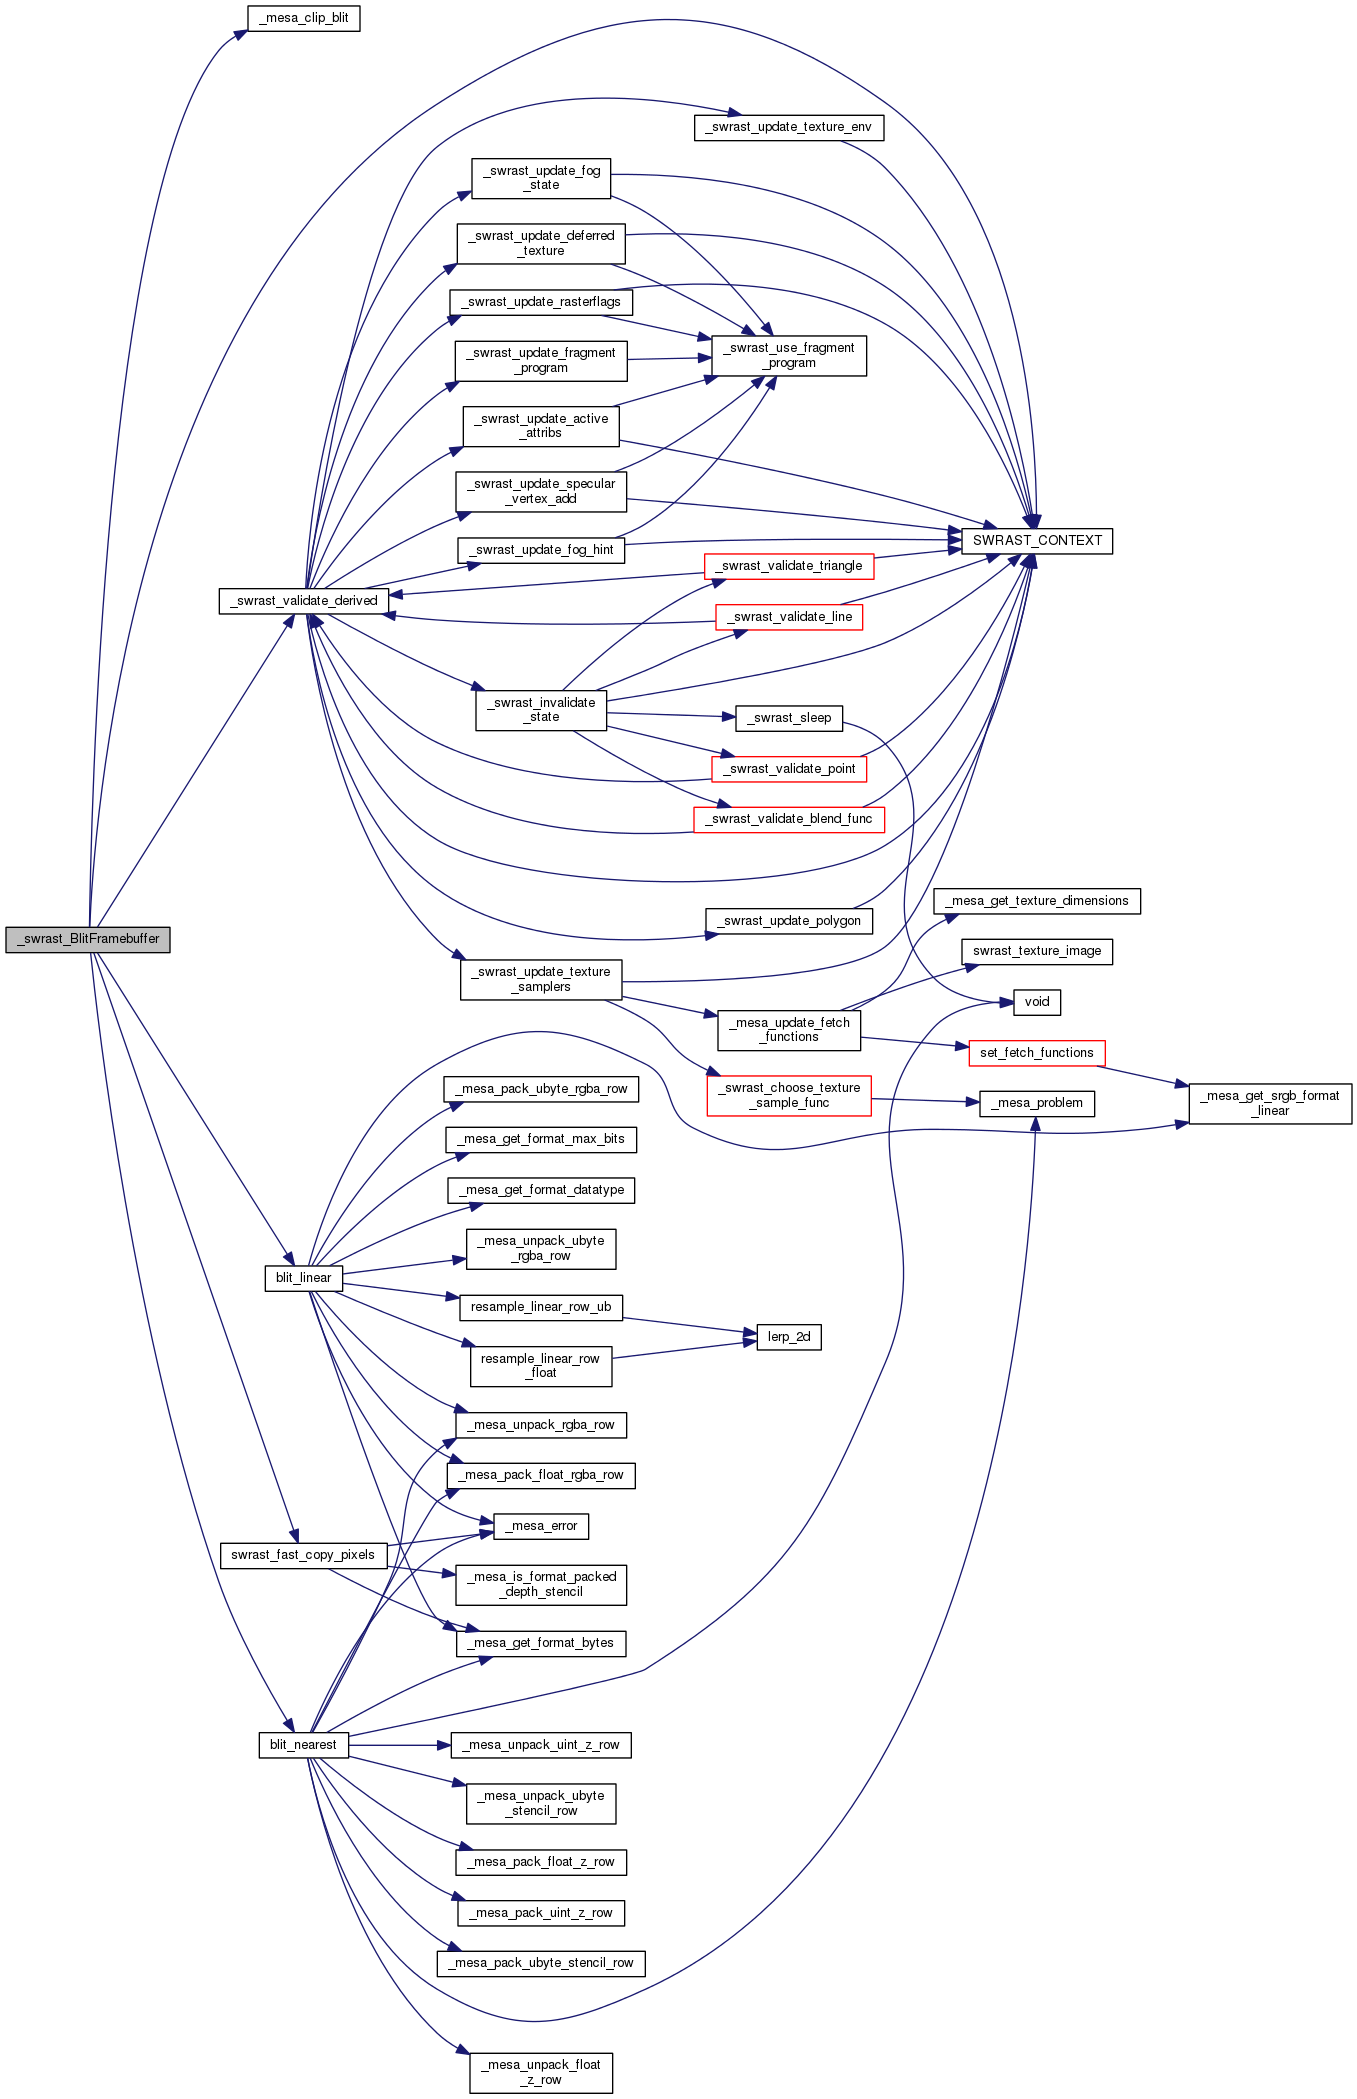 _mesa_clip_blit
_swrast_update_texture_env
_swrast_update_fog
_state
_swrast_update_deferred
_texture
_swrast_update_rasterflags
_swrast_use_fragment
_program
_swrast_update_fragment
_program
_swrast_update_active
_attribs
_swrast_update_specular
_vertex_add
_swrast_update_fog_hint
SWRAST_CONTEXT
_swrast_validate_triangle
_swrast_validate_derived
_swrast_validate_line
_swrast_invalidate
_state
_swrast_sleep
_swrast_validate_point
_swrast_validate_blend_func
_mesa_get_texture_dimensions
_swrast_update_polygon
_swrast_BlitFramebuffer
swrast_texture_image
_swrast_update_texture
_samplers
void
_mesa_update_fetch
_functions
set_fetch_functions
_mesa_pack_ubyte_rgba_row
_swrast_choose_texture
_sample_func
_mesa_problem
_mesa_get_srgb_format
_linear
_mesa_get_format_max_bits
_mesa_get_format_datatype
_mesa_unpack_ubyte
_rgba_row
blit_linear
resample_linear_row_ub
lerp_2d
resample_linear_row
_float
_mesa_unpack_rgba_row
_mesa_pack_float_rgba_row
_mesa_error
swrast_fast_copy_pixels
_mesa_is_format_packed
_depth_stencil
_mesa_get_format_bytes
blit_nearest
_mesa_unpack_uint_z_row
_mesa_unpack_ubyte
_stencil_row
_mesa_pack_float_z_row
_mesa_pack_uint_z_row
_mesa_pack_ubyte_stencil_row
_mesa_unpack_float
_z_row